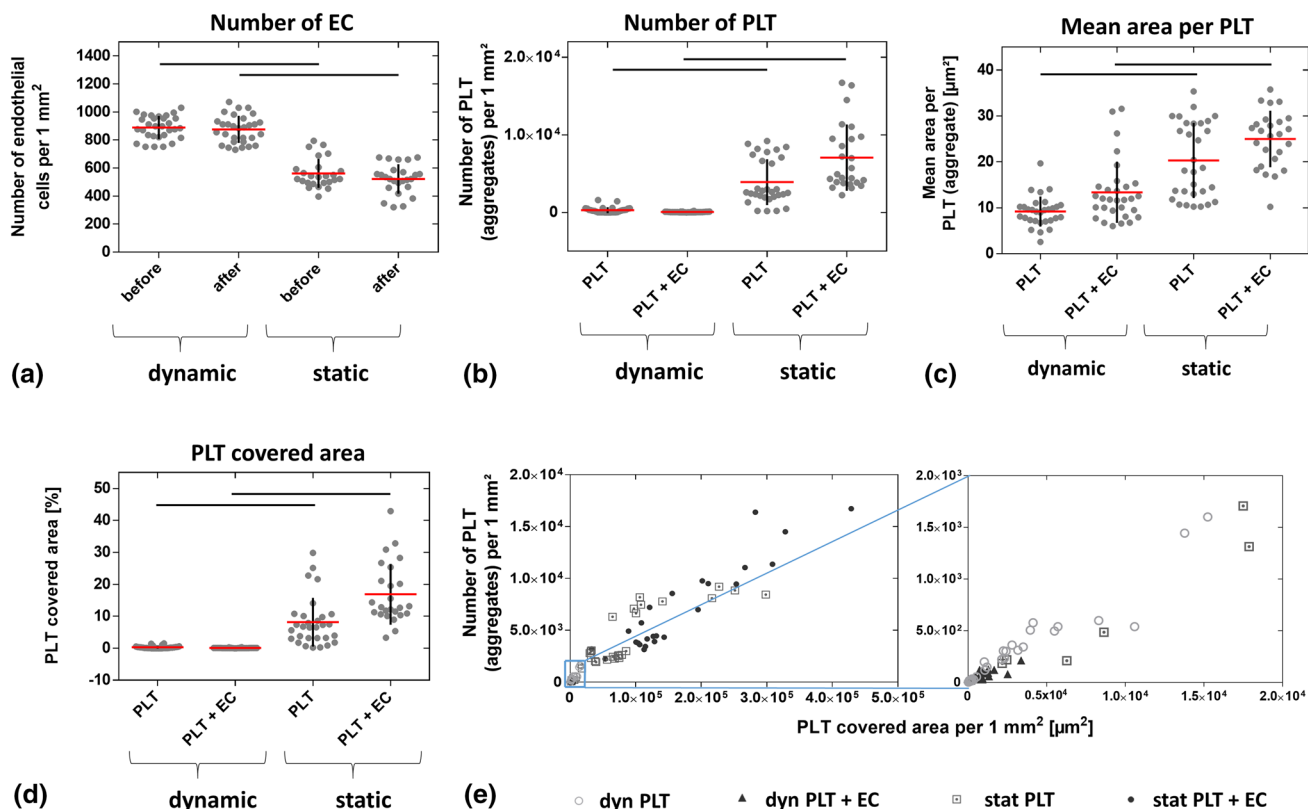 Number of EC
Number of endothelial
cells per 1 mm²
1400
1200
1000
800
600
400
200
0
before
after
before
after
dynamic
static
(a)
Number of PLT
Number of PLT
(aggregates) per 1 mm²
2.0×10⁴
1.0×10⁴
0
PLT
PLT + EC
PLT
PLT + EC
dynamic
static
(b)
Mean area per PLT
Mean area per
PLT (aggregate) [µm²]
40
30
20
10
0
PLT
PLT + EC
PLT
PLT + EC
dynamic
static
(c)
PLT covered area
PLT covered area [%]
50
40
30
20
10
0
-10
PLT
PLT + EC
PLT
PLT + EC
dynamic
static
(d)
Number of PLT
(aggregates) per 1 mm²
2.0×10⁴
1.5×10⁴
1.0×10⁴
5.0×10³
0
0
1.0×10⁵
2.0×10⁵
3.0×10⁵
4.0×10⁵
5.0×10⁵
2.0×10³
1.5×10³
1.0×10³
5.0×10²
0
0
5.0×10³
1.0×10⁴
1.5×10⁴
2.0×10⁴
PLT covered area per 1 mm² [µm²]
(e)
dyn PLT
dyn PLT + EC
stat PLT
stat PLT + EC